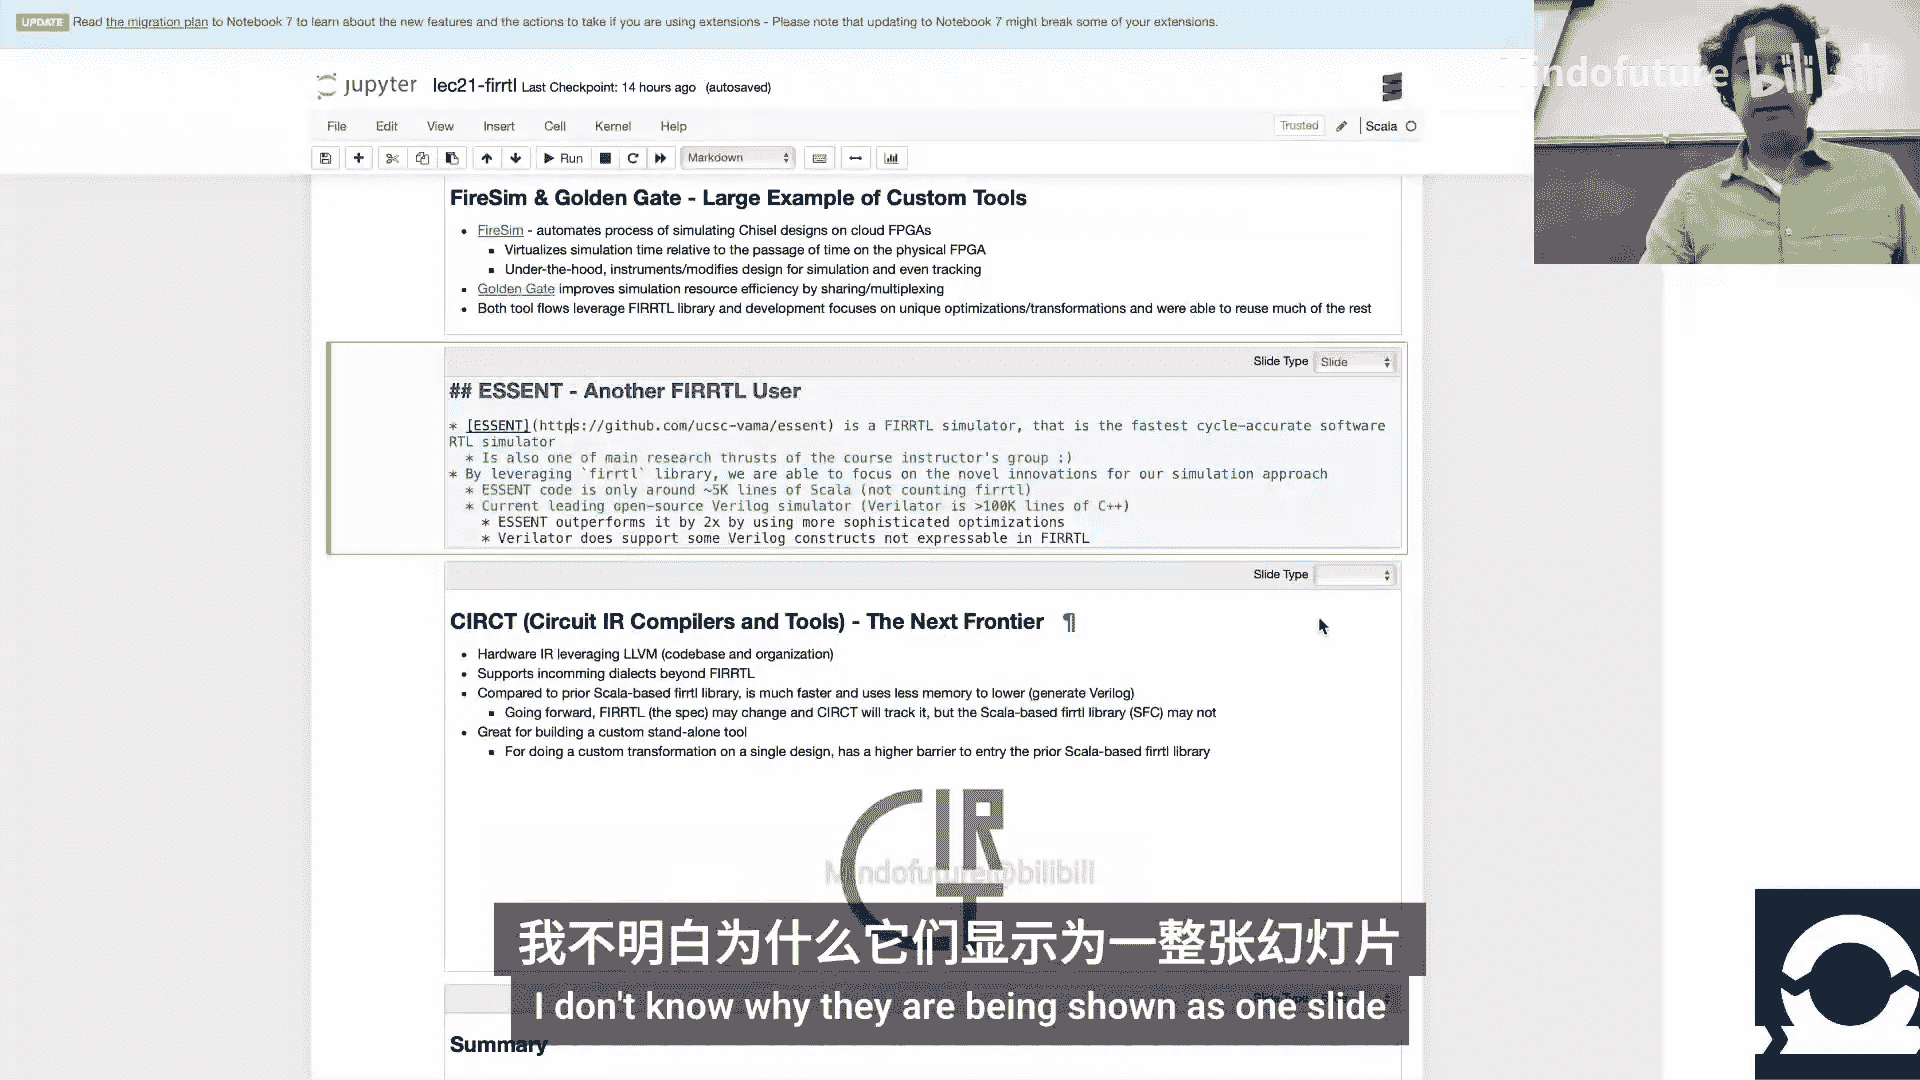 UPDATE Read the migration plan to Notebook 7 to learn about the new features and the actions to take if you are using extensions - Please note that updating to Notebook 7 might break some of your extensions.
Mindofuture bilibili
jupyter lec21-firrtl Last Checkpoint: 14 hours ago (autosaved)
File Edit View Insert Cell Kernel Help Trusted Scala
Run Markdown
FireSim & Golden Gate - Large Example of Custom Tools
FireSim - automates process of simulating Chisel designs on cloud FPGAs
Virtualizes simulation time relative to the passage of time on the physical FPGA
Under-the-hood, instruments/modifies design for simulation and even tracking
Golden Gate improves simulation resource efficiency by sharing/multiplexing
Both tool flows leverage FIRRTL library and development focuses on unique optimizations/transformations and were able to reuse much of the rest
Slide Type Slide
## ESSENT - Another FIRRTL User
* [ESSENT](https://github.com/ucsc-vama/essent) is a FIRRTL simulator, that is the fastest cycle-accurate software
RTL simulator
* Is also one of main research thrusts of the course instructor's group :)
* By leveraging `firrtl` library, we are able to focus on the novel innovations for our simulation approach
* ESSENT code is only around ~5K lines of Scala (not counting firrtl)
* Current leading open-source Verilog simulator (Verilator is >100K lines of C++)
* ESSENT outperforms it by 2x by using more sophisticated optimizations
* Verilator does support some Verilog constructs not expressable in FIRRTL
Slide Type
CIRCT (Circuit IR Compilers and Tools) - The Next Frontier ¶
Hardware IR leveraging LLVM (codebase and organization)
Supports incomming dialects beyond FIRRTL
Compared to prior Scala-based firrtl library, is much faster and uses less memory to lower (generate Verilog)
Going forward, FIRRTL (the spec) may change and CIRCT will track it, but the Scala-based firrtl library (SFC) may not
Great for building a custom stand-alone tool
For doing a custom transformation on a single design, has a higher barrier to entry the prior Scala-based firrtl library
CIR
CT
Mindofuture@bilibili
我不明白为什么它们显示为一整张幻灯片
I don't know why they are being shown as one slide
Summary